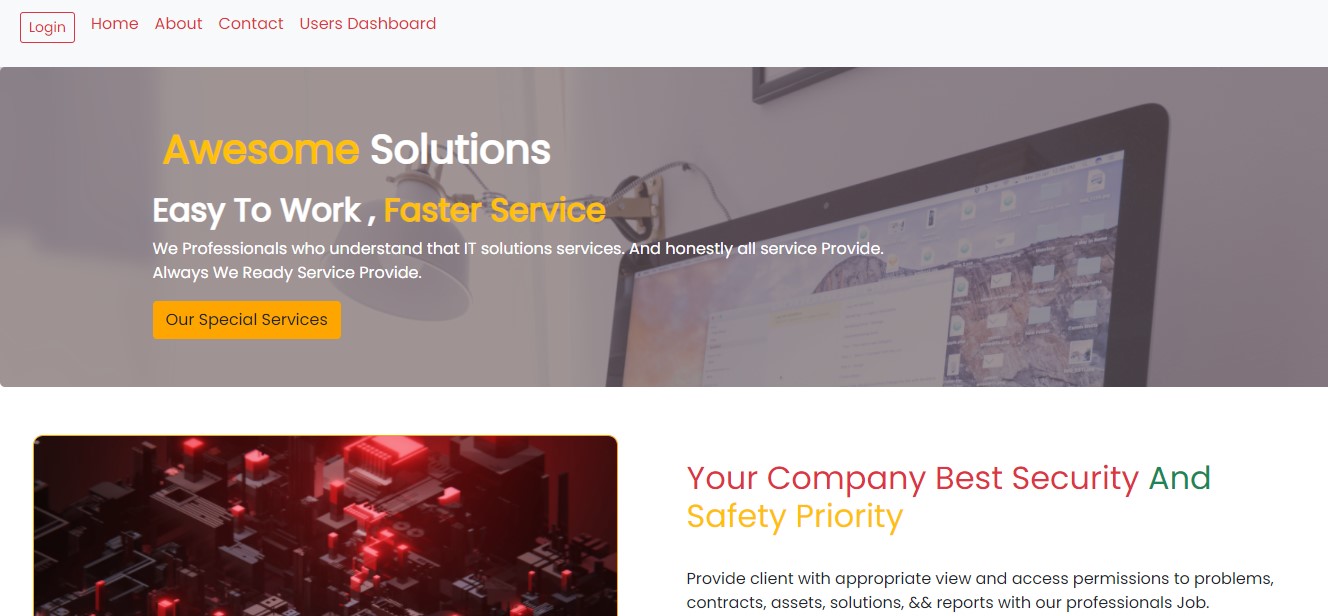 Login Home About Contact Users Dashboard
Awesome Solutions
Easy To Work , Faster Service
We Professionals who understand that IT solutions services. And honestly all service Provide.
Always We Ready Service Provide.
Our Special Services
Your Company Best Security And
Safety Priority
Provide client with appropriate view and access permissions to problems,
contracts, assets, solutions, && reports with our professionals Job.